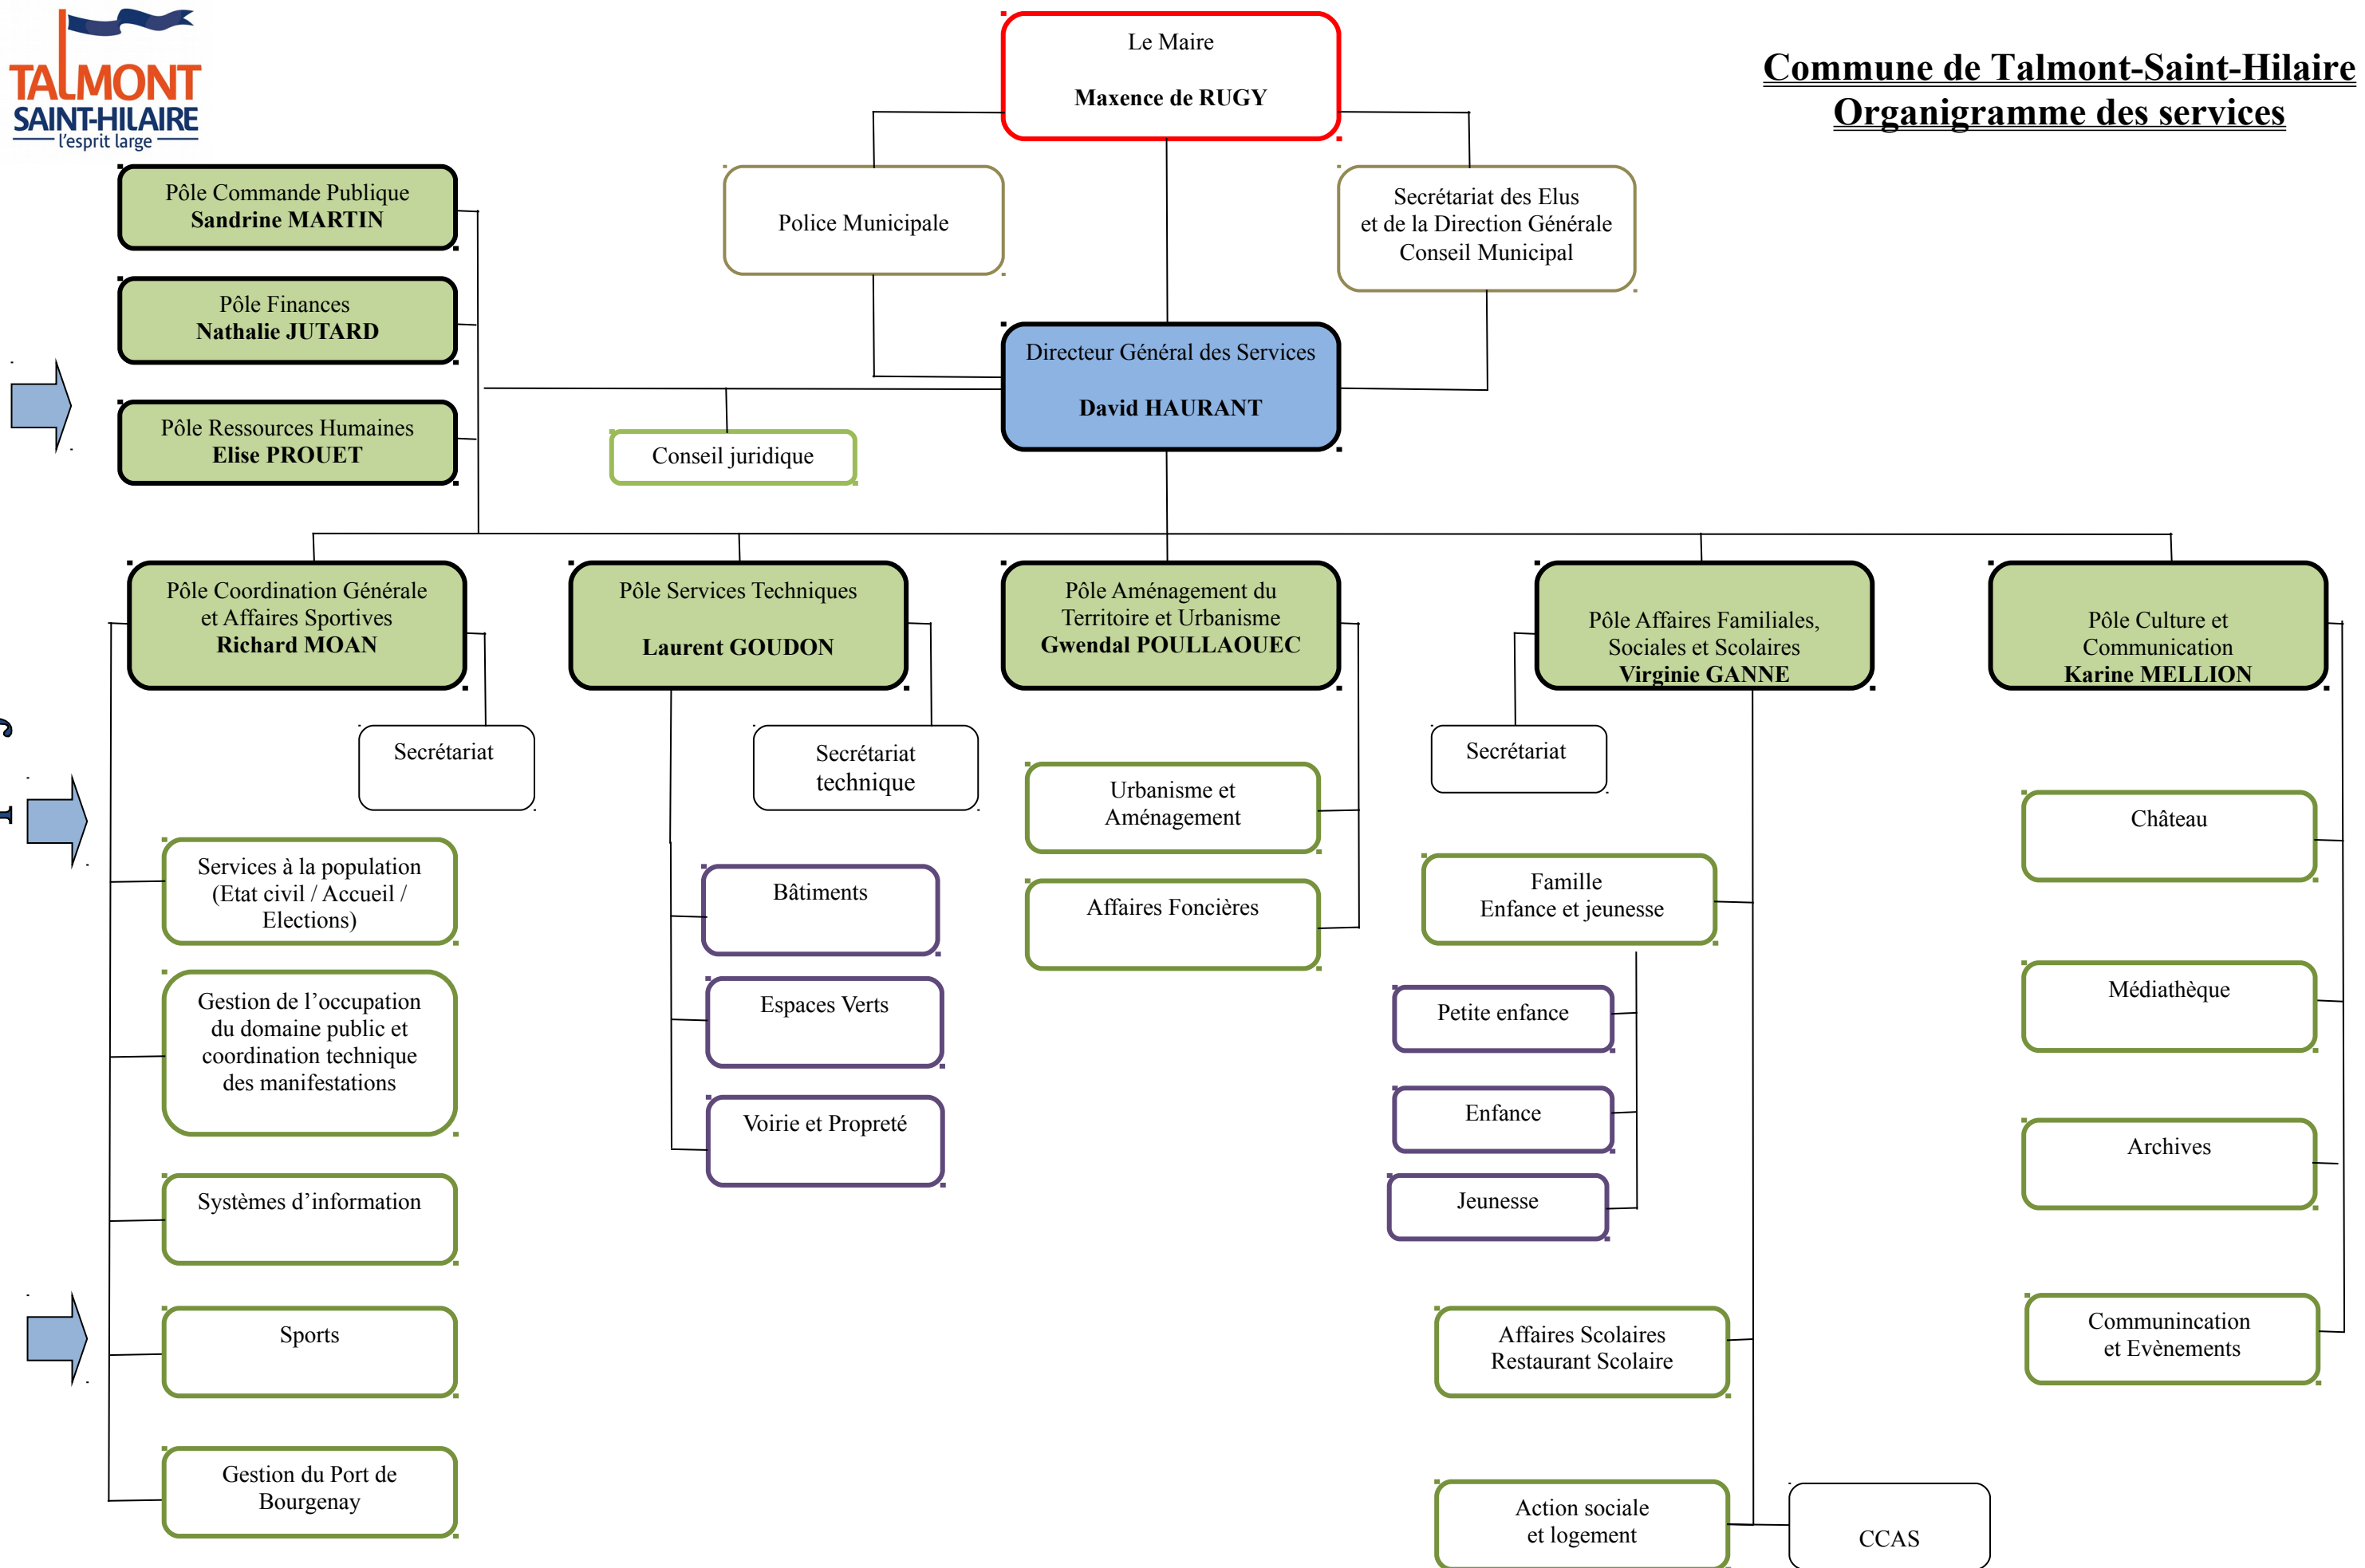 TALMONT
SAINT-HILAIRE
l'esprit large
Commune de Talmont-Saint-Hilaire
Organigramme des services
Le Maire
Maxence de RUGY
Police Municipale
Secrétariat des Elus
et de la Direction Générale
Conseil Municipal
Pôle Commande Publique
Sandrine MARTIN
Pôle Finances
Nathalie JUTARD
Pôle Ressources Humaines
Elise PROUET
Directeur Général des Services
David HAURANT
Conseil juridique
Pôle Coordination Générale
et Affaires Sportives
Richard MOAN
Pôle Services Techniques
Laurent GOUDON
Pôle Aménagement du
Territoire et Urbanisme
Gwendal POULLAOUEC
Pôle Affaires Familiales,
Sociales et Scolaires
Virginie GANNE
Pôle Culture et
Communication
Karine MELLION
Secrétariat
Services à la population
(Etat civil / Accueil /
Elections)
Gestion de l’occupation
du domaine public et
coordination technique
des manifestations
Systèmes d’information
Sports
Gestion du Port de
Bourgenay
Secrétariat
technique
Bâtiments
Espaces Verts
Voirie et Propreté
Urbanisme et
Aménagement
Affaires Foncières
Secrétariat
Famille
Enfance et jeunesse
Petite enfance
Enfance
Jeunesse
Affaires Scolaires
Restaurant Scolaire
Action sociale
et logement
CCAS
Château
Médiathèque
Archives
Communincation
et Evènements